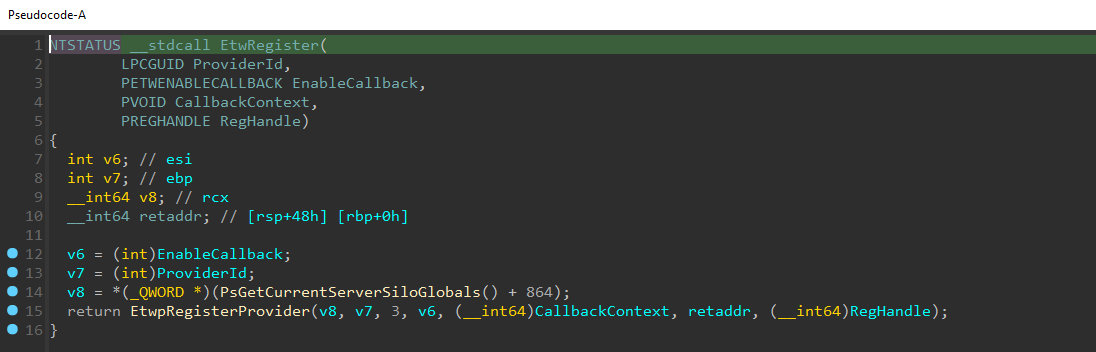 Pseudocode-A
1 NTSTATUS __stdcall EtwRegister(
2 LPCGUID ProviderId,
3 PETWENABLECALLBACK EnableCallback,
4 PVOID CallbackContext,
5 PREGHANDLE RegHandle)
6 {
7 int v6; // esi
8 int v7; // ebp
9 __int64 v8; // rcx
10 __int64 retaddr; // [rsp+48h] [rbp+0h]
11
12 v6 = (int)EnableCallback;
13 v7 = (int)ProviderId;
14 v8 = *(_QWORD *)(PsGetCurrentServerSiloGlobals() + 864);
15 return EtwpRegisterProvider(v8, v7, 3, v6, (__int64)CallbackContext, retaddr, (__int64)RegHandle);
16 }